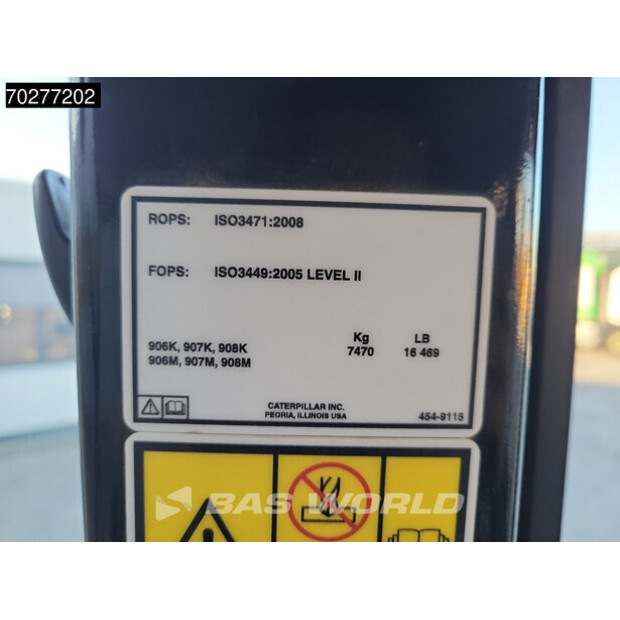 70277202
ROPS: ISO3471:2008
FOPS: ISO3449:2005 LEVEL II
Kg LB
906K, 907K, 908K 7470 16 469
906M, 907M, 908M
CATERPILLAR INC.
PEORIA, ILLINOIS USA 454-9115
BAS WORLD